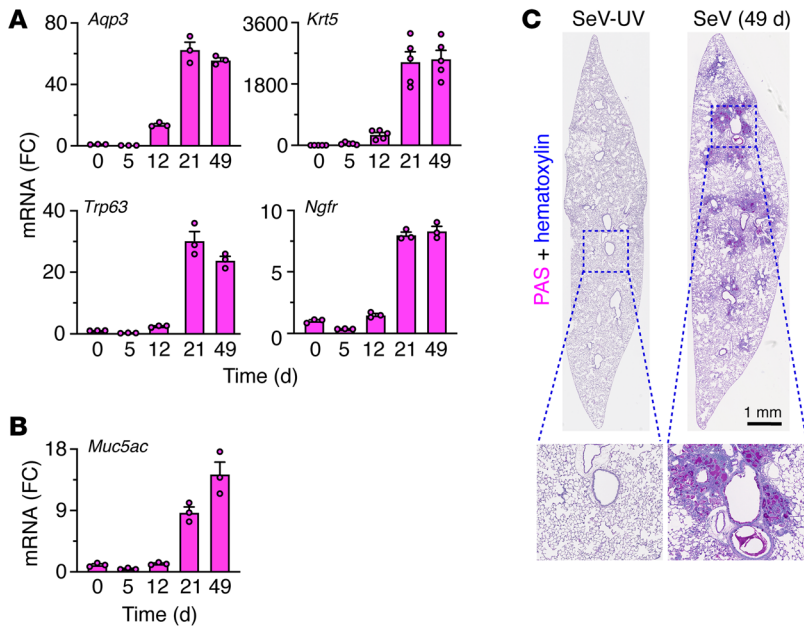 A
Aqp3
Krt5
mRNA (FC)
80
60
40
20
0
0 5 12 21 49
3600
1800
0
0 5 12 21 49
Trp63
Ngfr
60
40
20
0
0 5 12 21 49
10
5
0
0 5 12 21 49
Time (d)
B
Muc5ac
mRNA (FC)
18
9
0
0 5 12 21 49
Time (d)
C
SeV-UV
SeV (49 d)
PAS + hematoxylin
1 mm